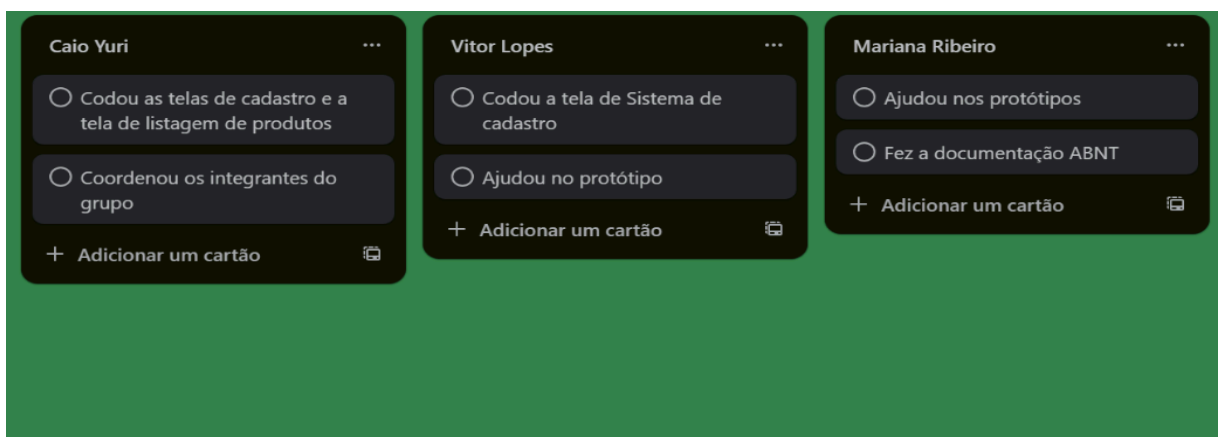 Caio Yuri
Codou as telas de cadastro e a
tela de listagem de produtos
Coordenou os integrantes do
grupo
+ Adicionar um cartão
Vitor Lopes
Codou a tela de Sistema de
cadastro
Ajudou no protótipo
+ Adicionar um cartão
Mariana Ribeiro
Ajudou nos protótipos
Fez a documentação ABNT
+ Adicionar um cartão